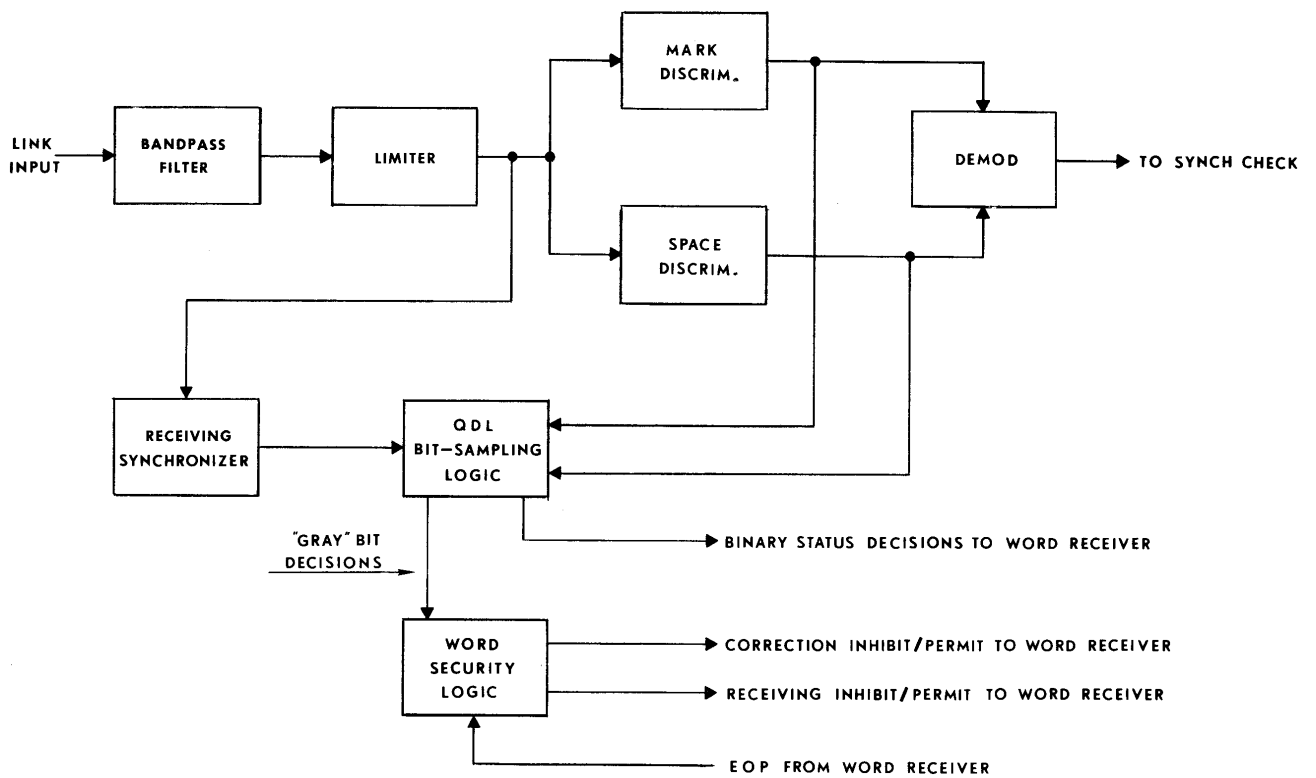 MARK
DISCRIM.
LINK
INPUT
BANDPASS
FILTER
LIMITER
DEMOD
TO SYNCH CHECK
SPACE
DISCRIM.
RECEIVING
SYNCHRONIZER
QDL
BIT-SAMPLING
LOGIC
"GRAY" BIT
DECISIONS
BINARY STATUS DECISIONS TO WORD RECEIVER
WORD
SECURITY
LOGIC
CORRECTION INHIBIT/PERMIT TO WORD RECEIVER
RECEIVING INHIBIT/PERMIT TO WORD RECEIVER
EOP FROM WORD RECEIVER